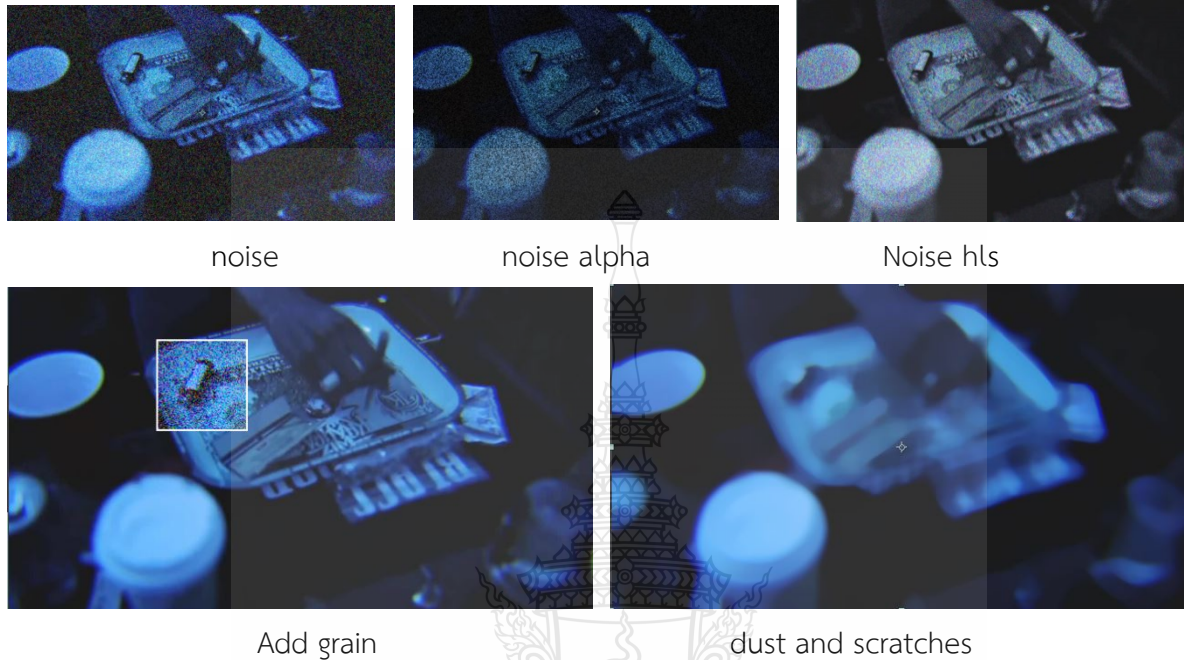 noise
noise alpha
Noise hls
Add grain
dust and scratches